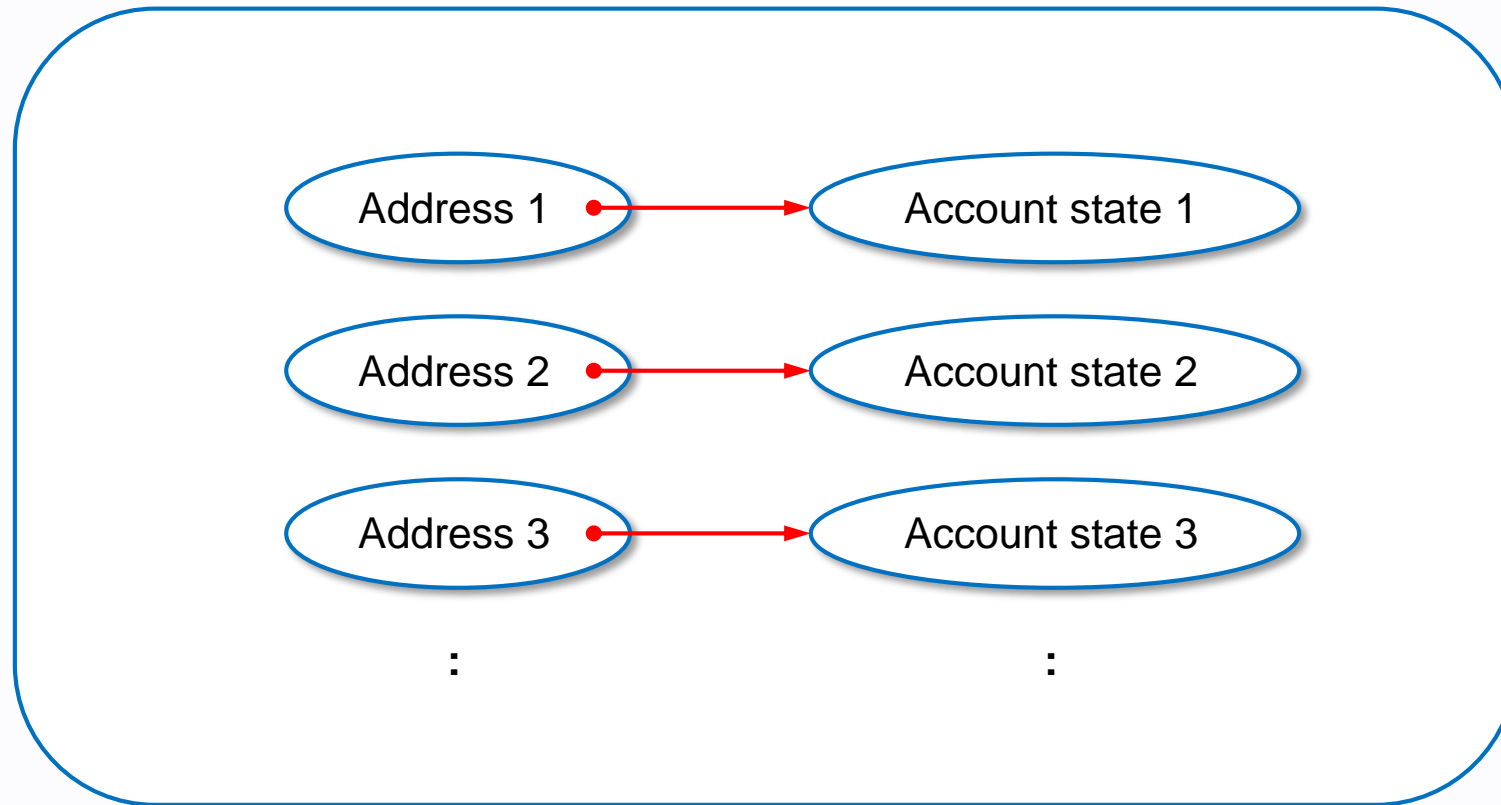 Address 1 Account state 1
Address 2 Account state 2
Address 3 Account state 3
: :